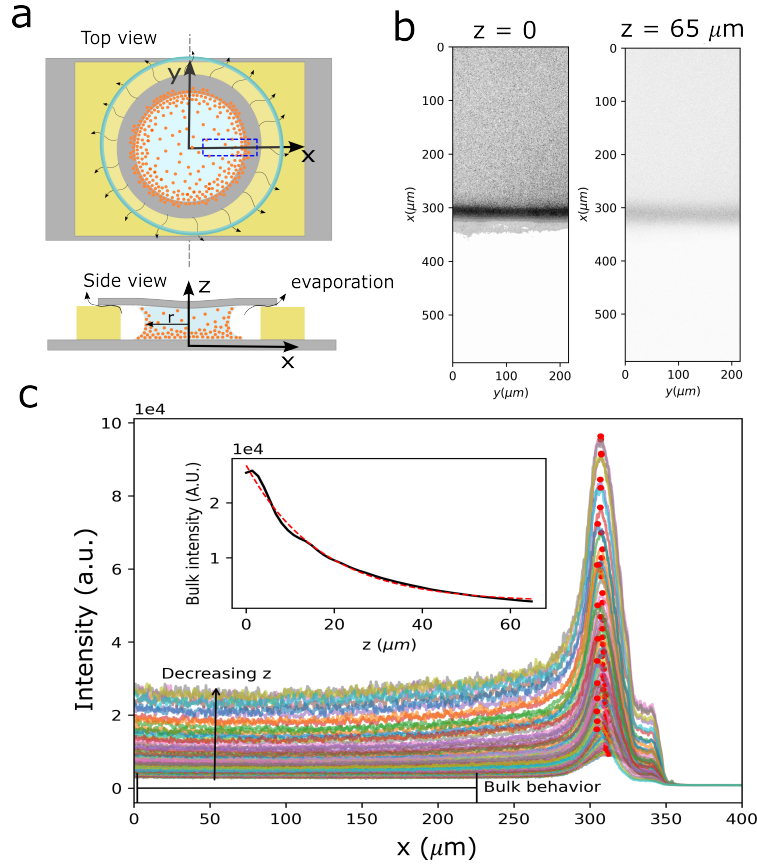 a
Top view
y
x
Side view
z
evaporation
r
x
b
z = 0
z = 65 μm
0
100
200
300
400
500
x(μm)
0
100
200
y(μm)
0
100
200
300
400
500
x(μm)
0
100
200
y(μm)
c
1e4
10
8
6
4
2
0
Intensity (a.u.)
1e4
2
1
Bulk intensity (A.U.)
0
20
40
60
z (μm)
Decreasing z
Bulk behavior
0
50
100
150
200
250
300
350
400
x (μm)